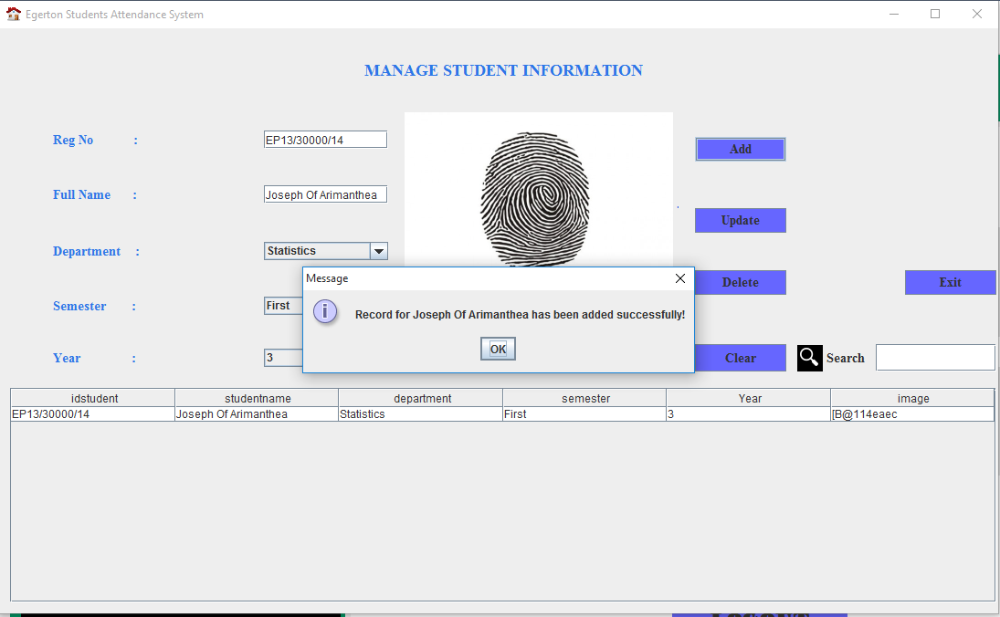 Egerton Students Attendance System
MANAGE STUDENT INFORMATION
Reg No :
EP13/30000/14
Add
Full Name :
Joseph Of Arimanthea
Update
Department :
Statistics
Delete
Exit
Semester :
First
Year :
3
Clear
Search
Message
Record for Joseph Of Arimanthea has been added successfully!
OK
idstudent studentname department semester Year image
EP13/30000/14 Joseph Of Arimanthea Statistics First 3 [B@114eaec